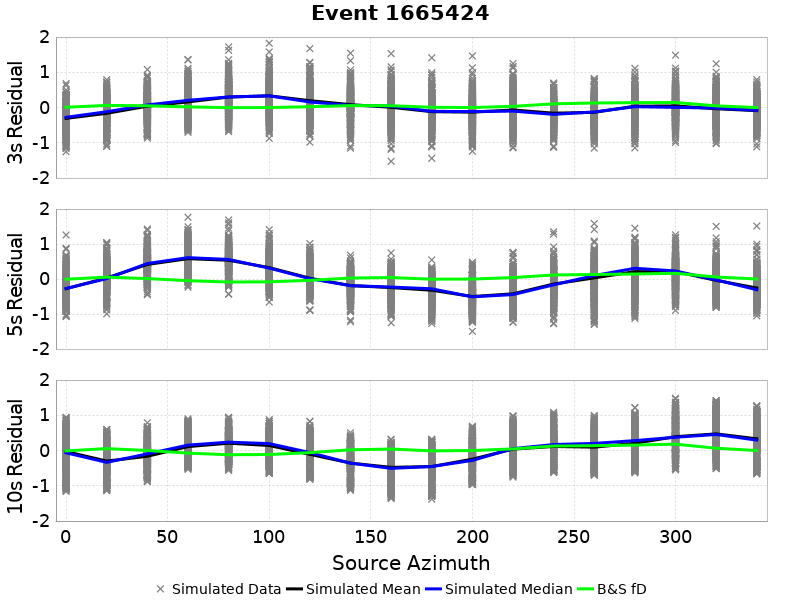 Event 1665424
3s Residual
2
1
0
-1
-2
5s Residual
2
1
0
-1
-2
10s Residual
2
1
0
-1
-2
0 50 100 150 200 250 300
Source Azimuth
Simulated Data Simulated Mean Simulated Median B&S fD